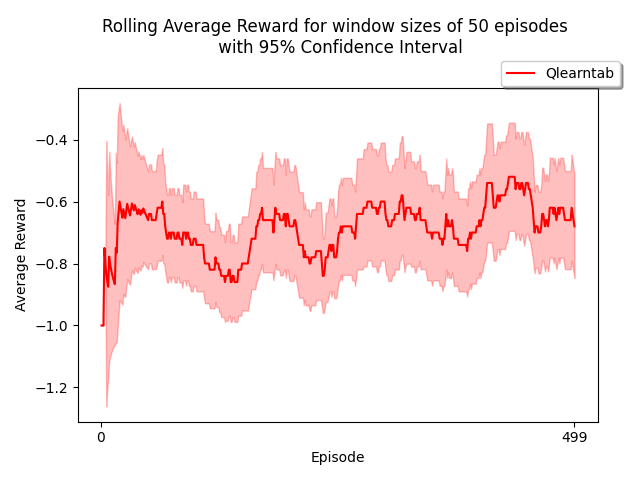 Rolling Average Reward for window sizes of 50 episodes
with 95% Confidence Interval
Qlearntab
−0.4
−0.6
−0.8
−1.0
−1.2
Average Reward
0
499
Episode